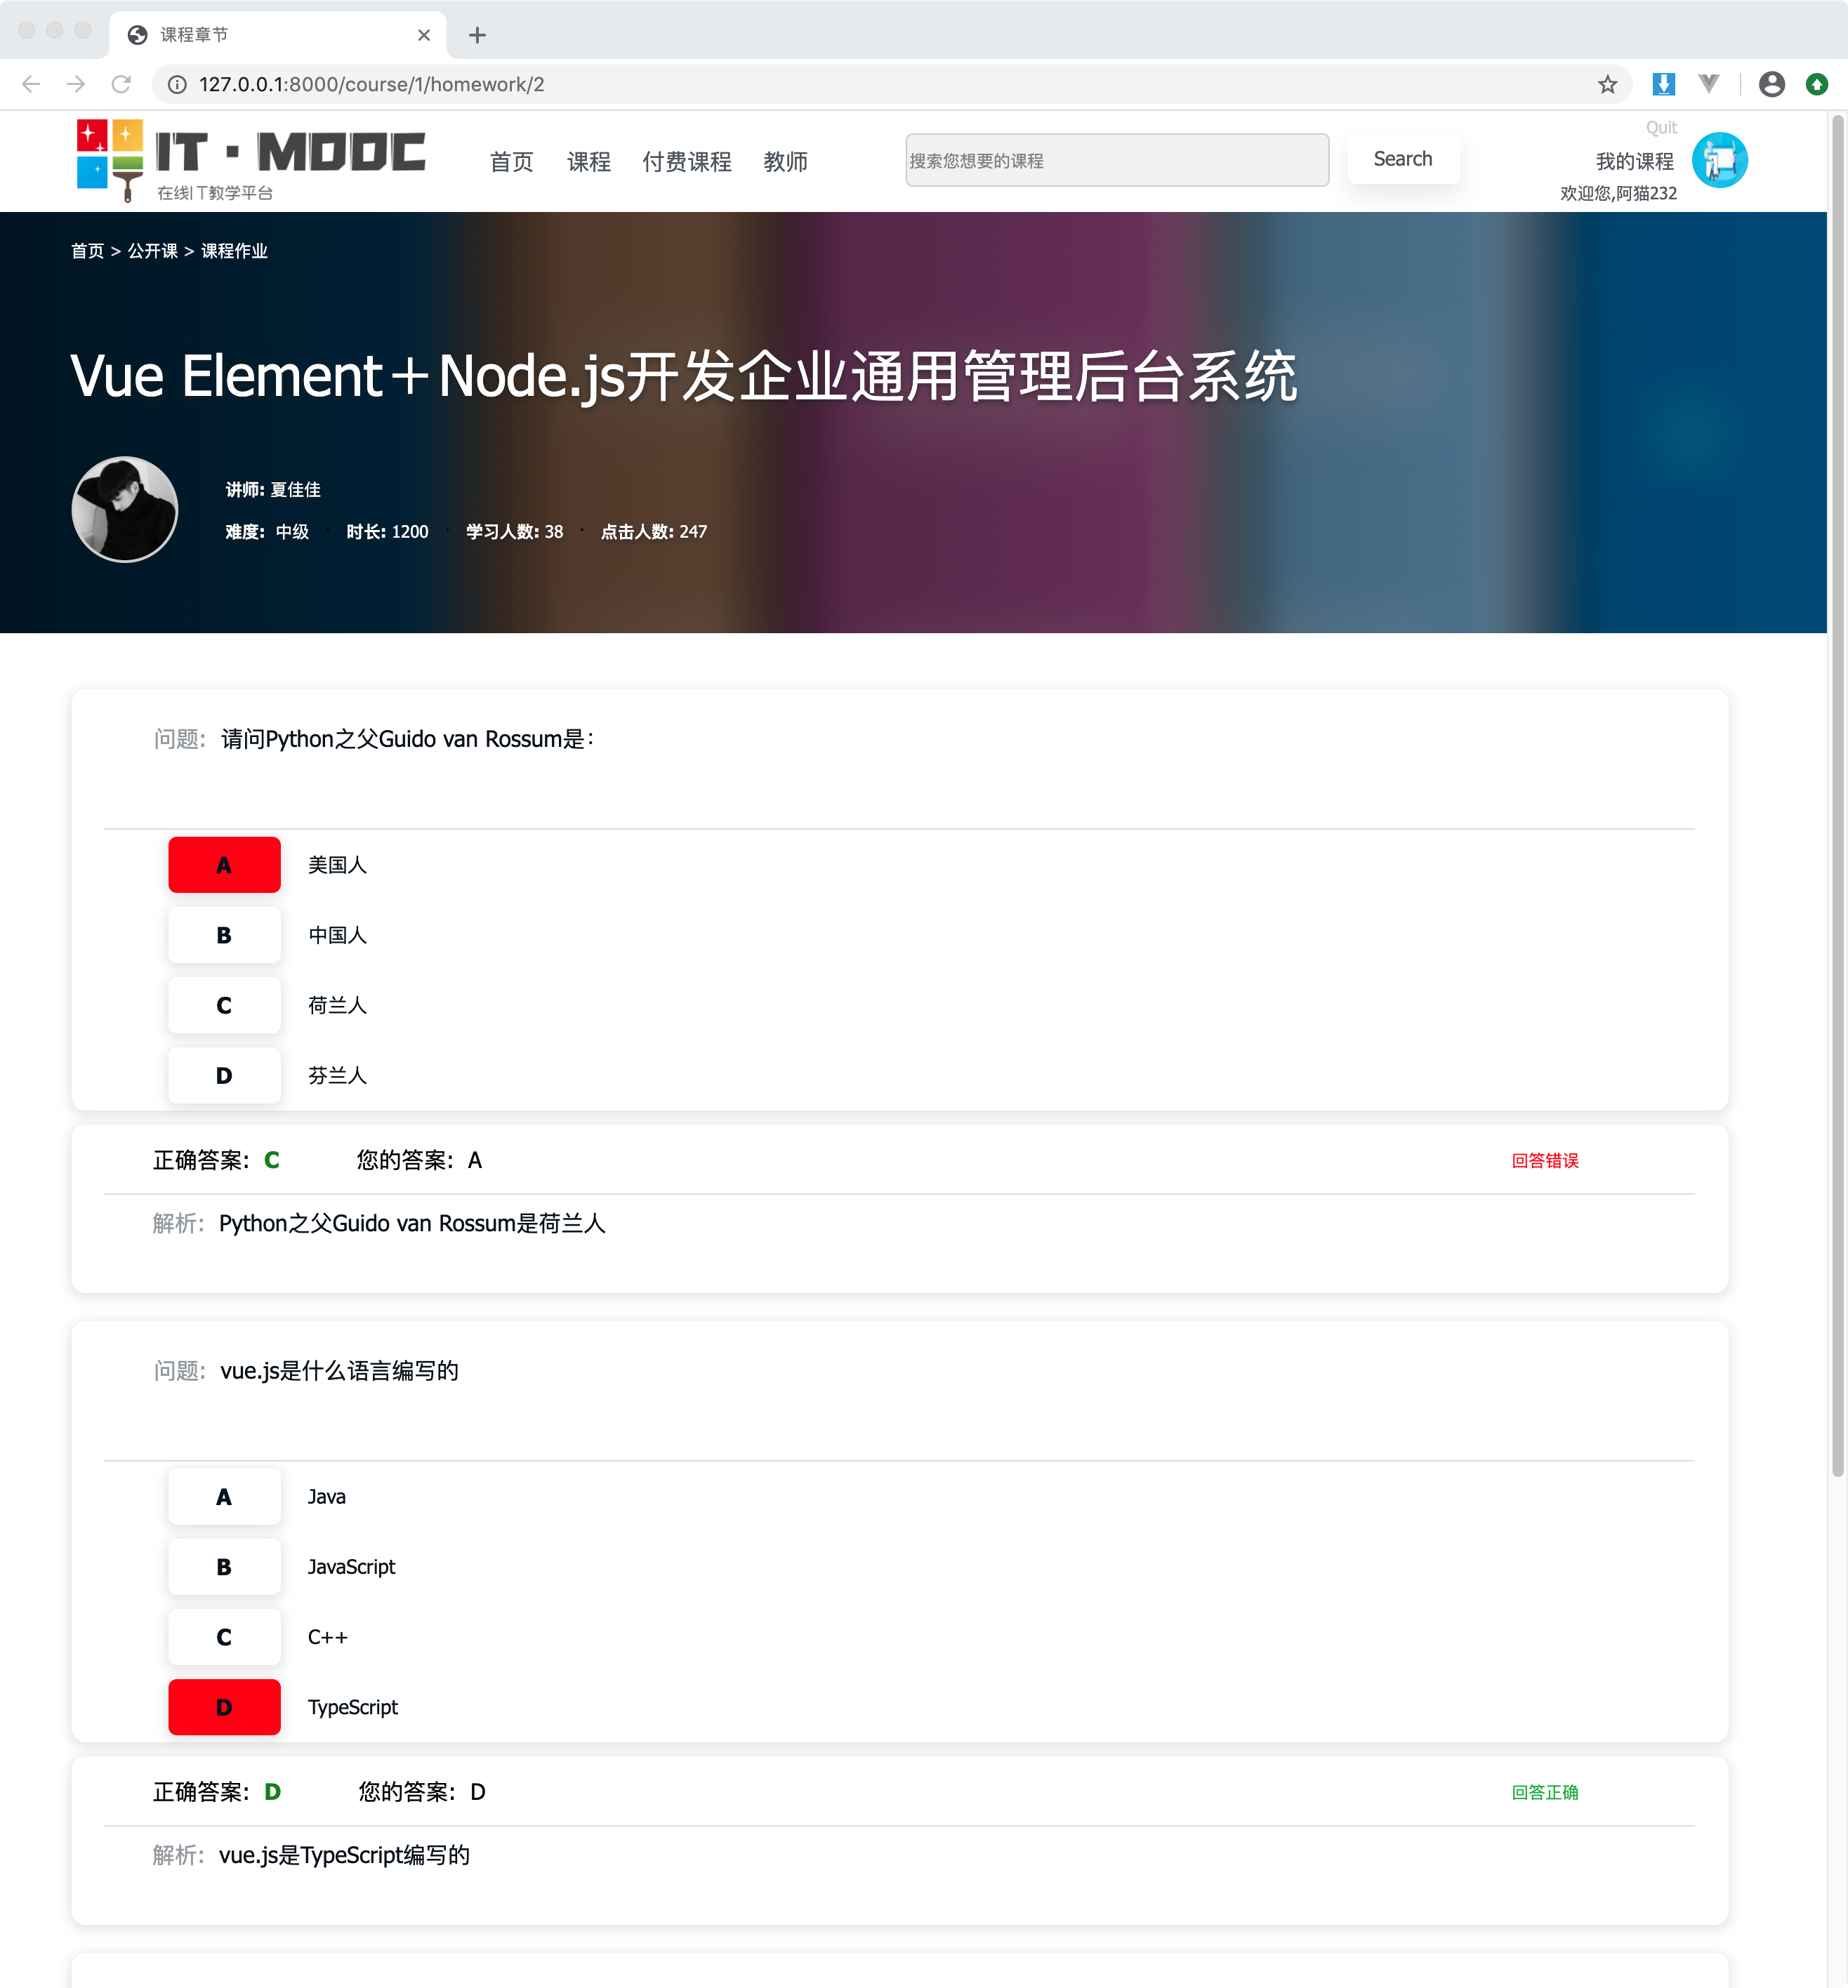 课程章节
127.0.0.1:8000/course/1/homework/2
IT·MOOC
在线IT教学平台
首页 课程 付费课程 教师
搜索您想要的课程
Search
Quit
我的课程
欢迎您,阿猫232
首页 > 公开课 > 课程作业
Vue Element＋Node.js开发企业通用管理后台系统
讲师: 夏佳佳
难度: 中级 · 时长: 1200 · 学习人数: 38 · 点击人数: 247
问题: 请问Python之父Guido van Rossum是：
A 美国人
B 中国人
C 荷兰人
D 芬兰人
正确答案: C 您的答案: A 回答错误
解析: Python之父Guido van Rossum是荷兰人
问题: vue.js是什么语言编写的
A Java
B JavaScript
C C++
D TypeScript
正确答案: D 您的答案: D 回答正确
解析: vue.js是TypeScript编写的